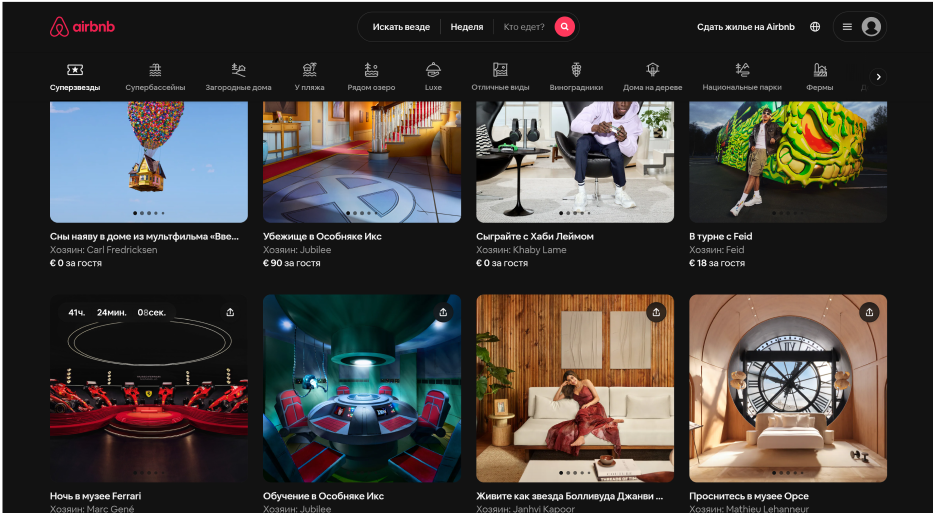 airbnb
Искать везде
Неделя
Кто едет?
Сдать жилье на Airbnb
Суперзвезды
Супербассейны
Загородные дома
У пляжа
Рядом озеро
Luxe
Отличные виды
Виноградники
Дома на дереве
Национальные парки
Фермы
Сны наяву в доме из мультфильма «Вве...
Хозяин: Carl Fredricksen
€ 0 за гостя
Убежище в Особняке Икс
Хозяин: Jubilee
€ 90 за гостя
Сыграйте с Хаби Леймом
Хозяин: Khaby Lame
€ 0 за гостя
В турне с Feid
Хозяин: Feid
€ 18 за гостя
41ч. 24мин. 08сек.
Ночь в музее Ferrari
Хозяин: Marc Gené
Обучение в Особняке Икс
Хозяин: Jubilee
Живите как звезда Болливуда Джанви ...
Хозяин: Janhvi Kapoor
Проснитесь в музее Орсе
Хозяин: Mathieu Lehanneur